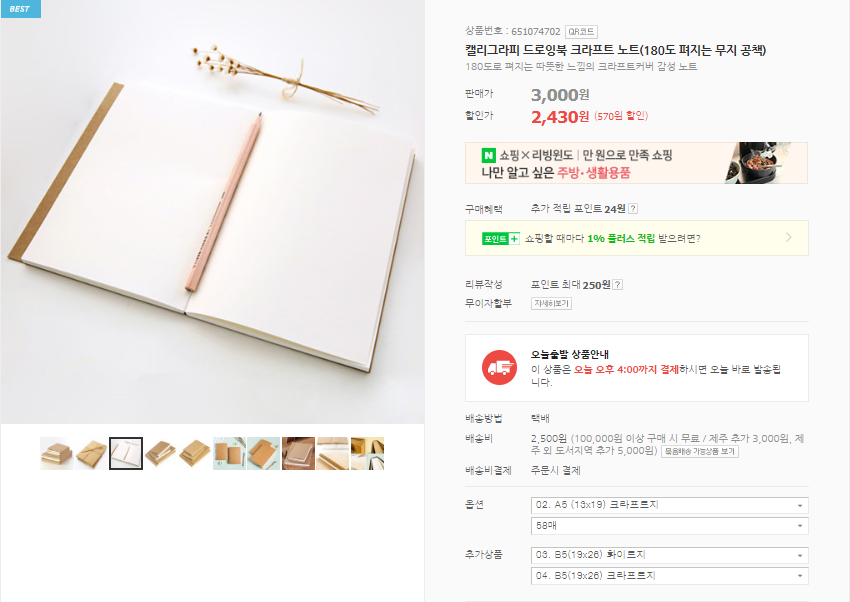 BEST
상품번호 : 651074702 QR코드
캘리그라피 드로잉북 크라프트 노트(180도 펴지는 무지 공책)
180도로 펴지는 따뜻한 느낌의 크라프트커버 감성 노트
판매가 3,000원
할인가 2,430원 (570원 할인)
N 쇼핑×리빙윈도 | 만 원으로 만족 쇼핑
나만 알고 싶은 주방·생활용품
구매혜택 추가 적립 포인트 24원 ?
포인트 + 쇼핑할 때마다 1% 플러스 적립 받으려면?
리뷰작성 포인트 최대 250원 ?
무이자할부 자세히보기
오늘출발 상품안내
이 상품은 오늘 오후 4:00까지 결제하시면 오늘 바로 발송됩
니다.
배송방법 택배
배송비 2,500원 (100,000원 이상 구매 시 무료 / 제주 추가 3,000원, 제
주 외 도서지역 추가 5,000원) 묶음배송 가능상품 보기
배송비결제 주문시 결제
옵션 02. A5 (13x19) 크라프트지
58매
추가상품 03. B5(19x26) 화이트지
04. B5(19x26) 크라프트지